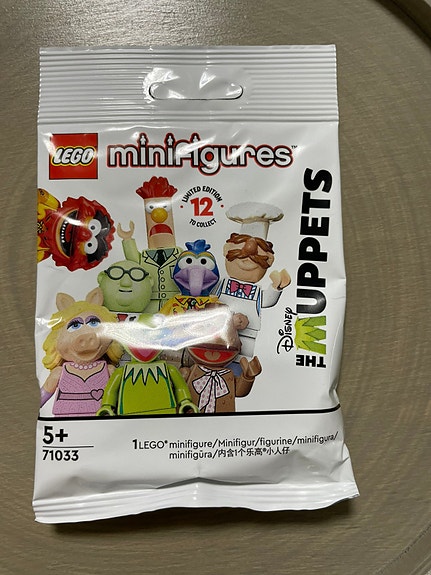 LEGO minifigures™
LIMITED EDITION
12
TO COLLECT
DISNEY
THE MUPPETS
5+
71033
1 LEGO® minifigure/Minifigur/figurine/minifigura/
minifigūra/内含1个乐高®小人仔